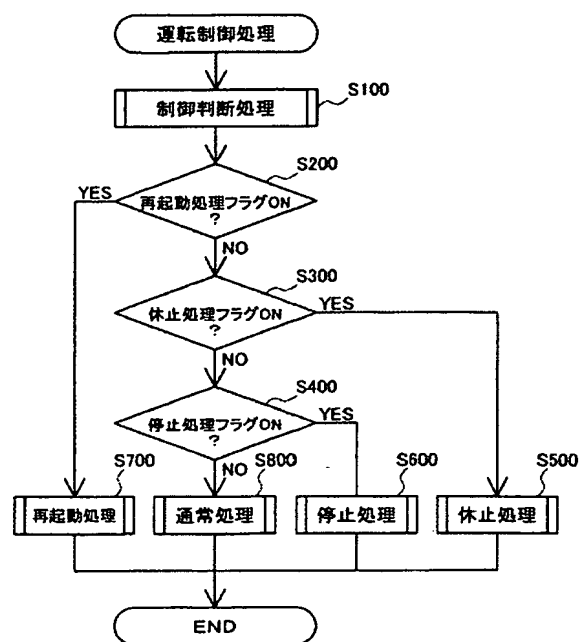 運転制御処理
S100
制御判断処理
S200
YES
再起動処理フラグON
?
NO
S300
YES
休止処理フラグON
?
NO
S400
YES
停止処理フラグON
?
NO
S700
S800
S600
S500
再起動処理
通常処理
停止処理
休止処理
END